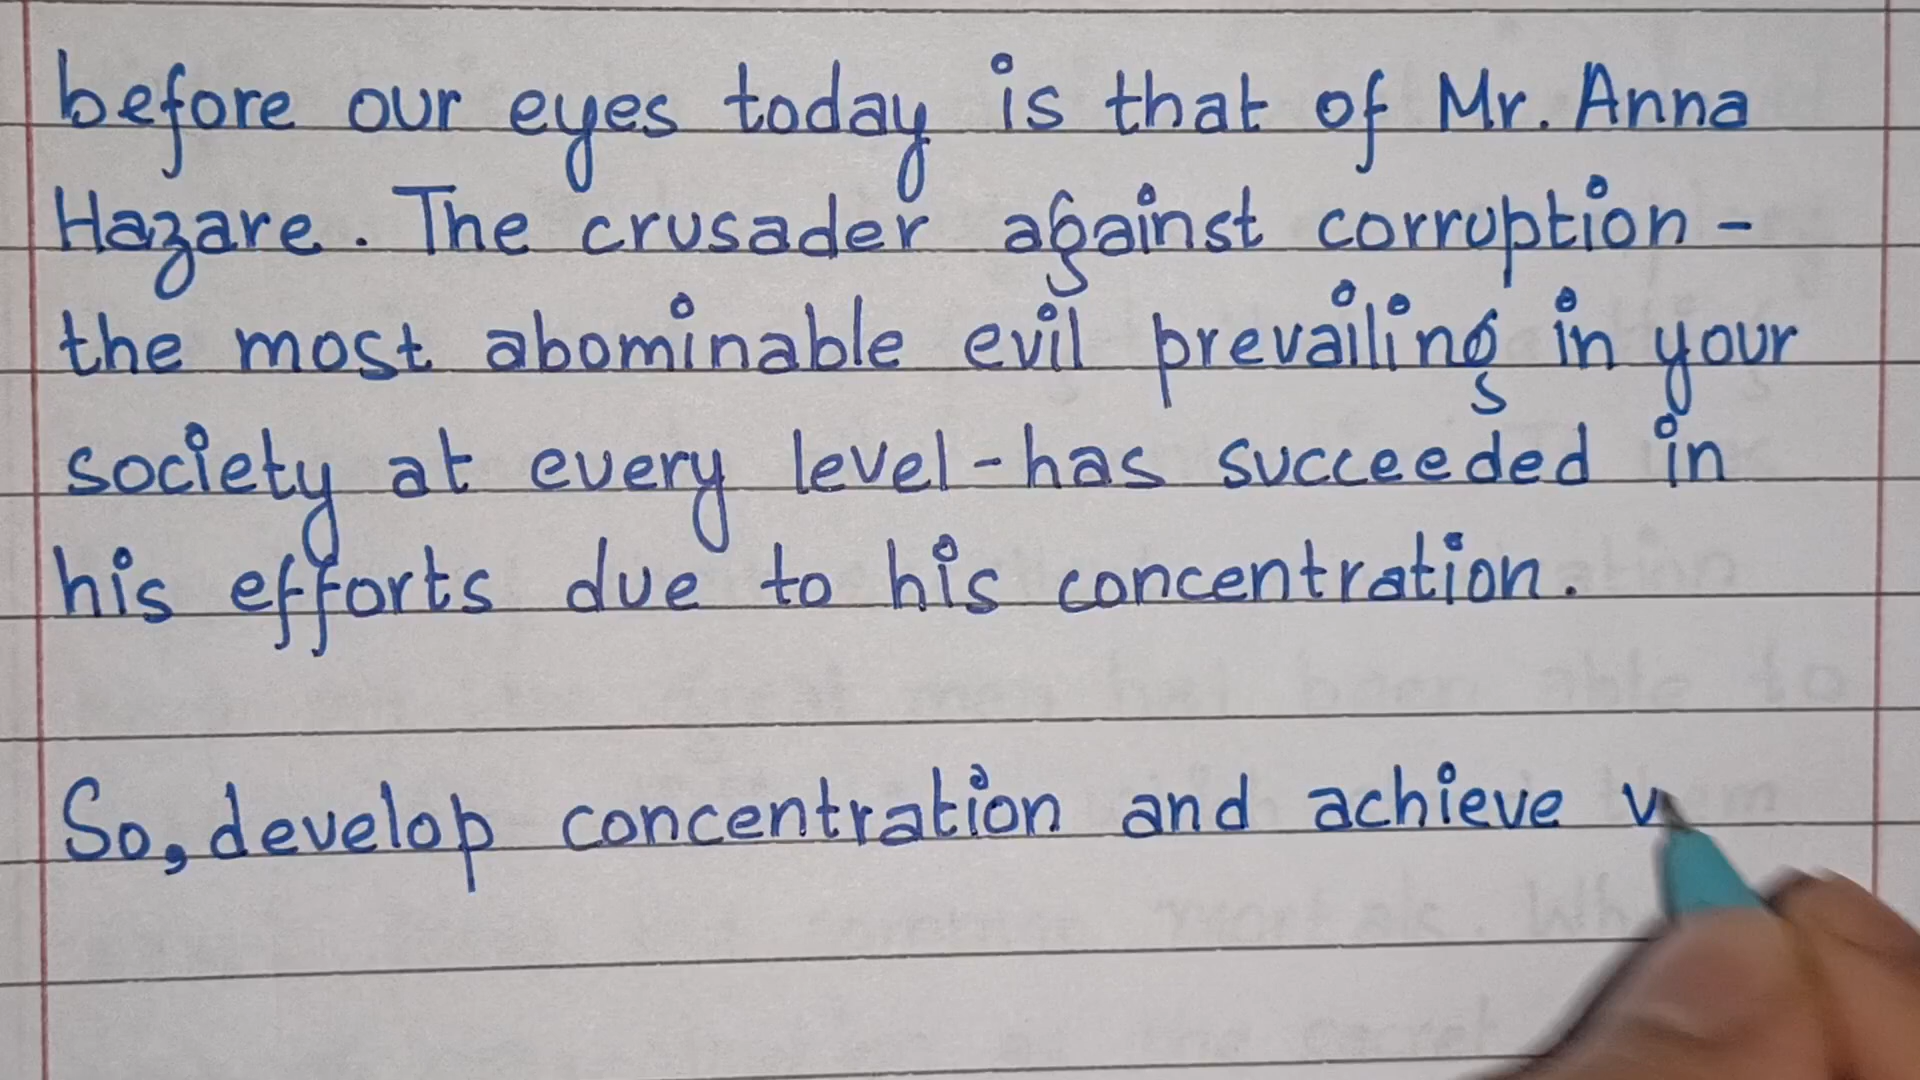 before our eyes today is that of Mr. Anna
Hazare. The crusader against corruption -
the most abominable evil prevailing in your
society at every level - has succeeded in
his efforts due to his concentration.
So, develop concentration and achieve v